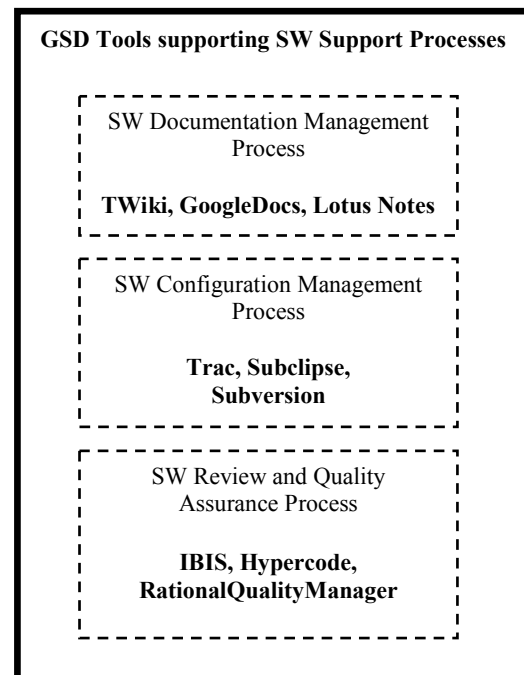 GSD Tools supporting SW Support Processes
SW Documentation Management
Process
TWiki, GoogleDocs, Lotus Notes
SW Configuration Management
Process
Trac, Subclipse,
Subversion
SW Review and Quality
Assurance Process
IBIS, Hypercode,
RationalQualityManager